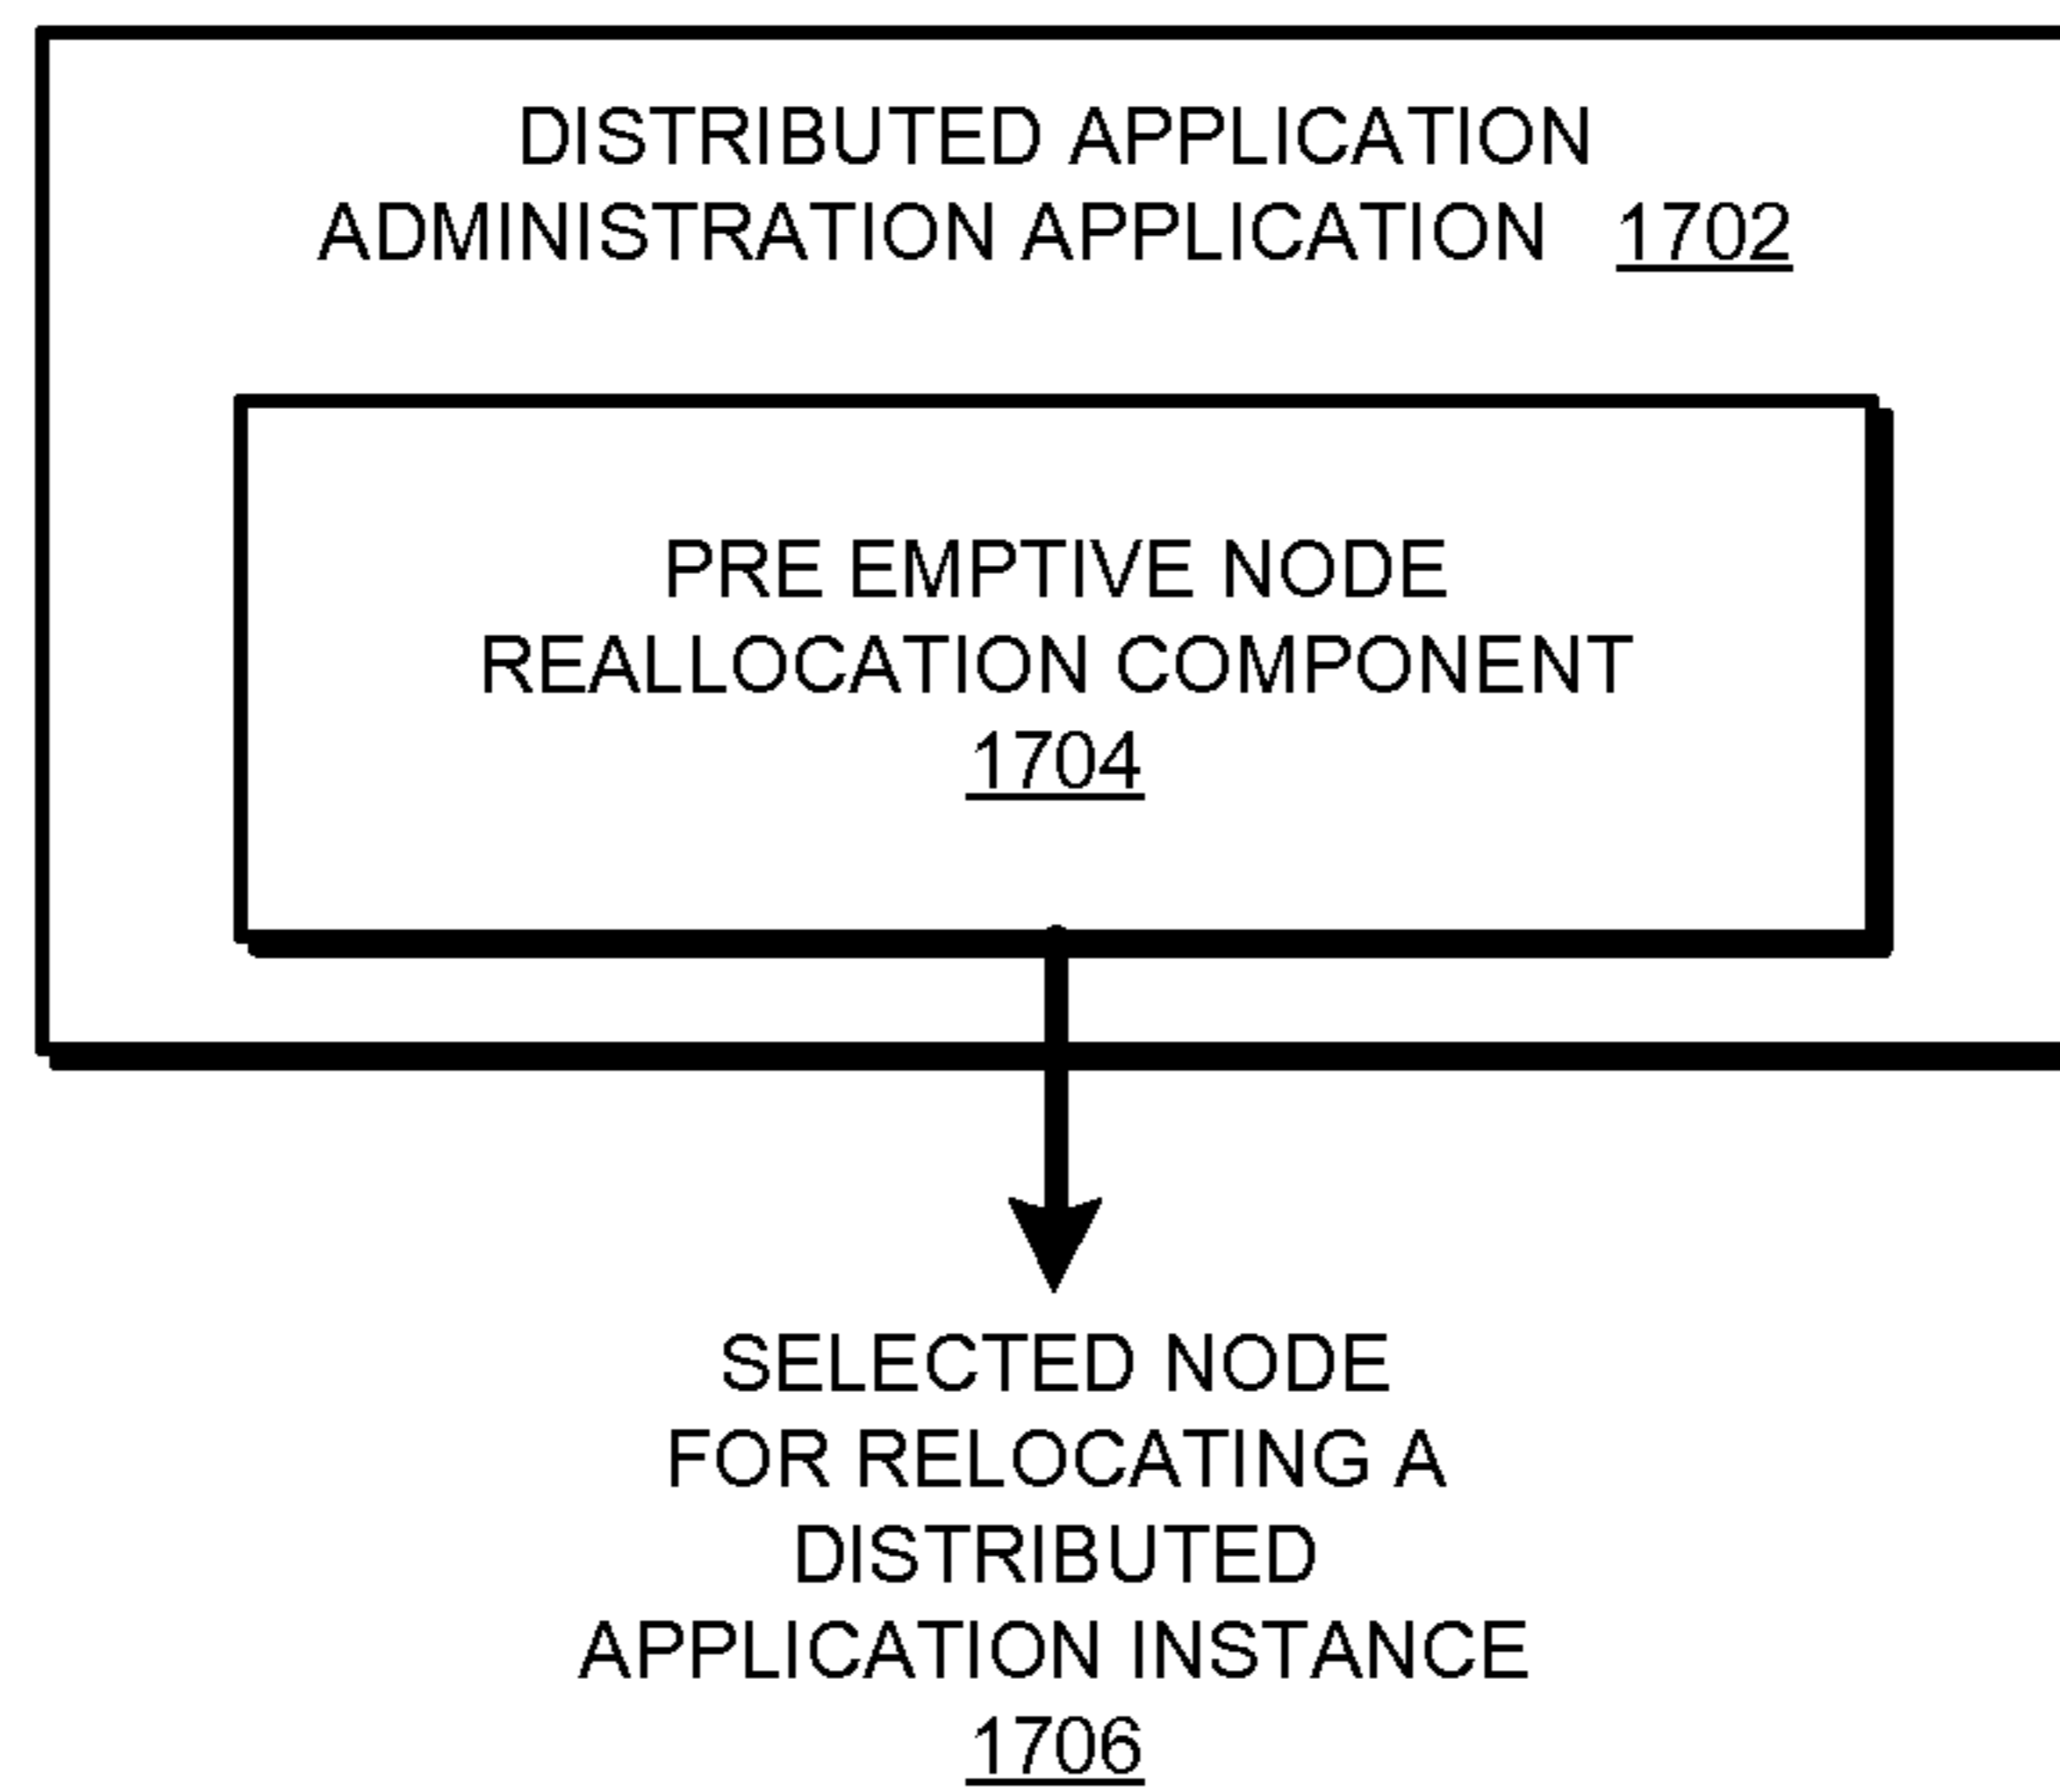 DISTRIBUTED APPLICATION
ADMINISTRATION APPLICATION 1702
PRE EMPTIVE NODE
REALLOCATION COMPONENT
1704
SELECTED NODE
FOR RELOCATING A
DISTRIBUTED
APPLICATION INSTANCE
1706